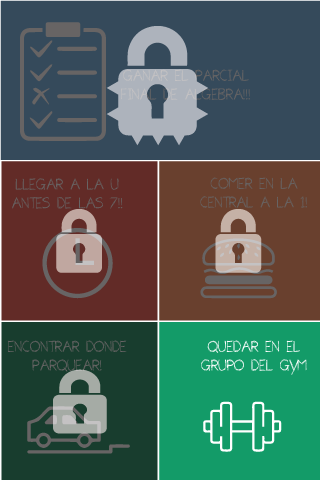 GANAR EL PARCIAL
FINAL DE ALGEBRA!!!
LLEGAR A LA U
ANTES DE LAS 7!!
COMER EN LA
CENTRAL A LA 1!
ENCONTRAR DONDE
PARQUEAR!
QUEDAR EN EL
GRUPO DEL GYM